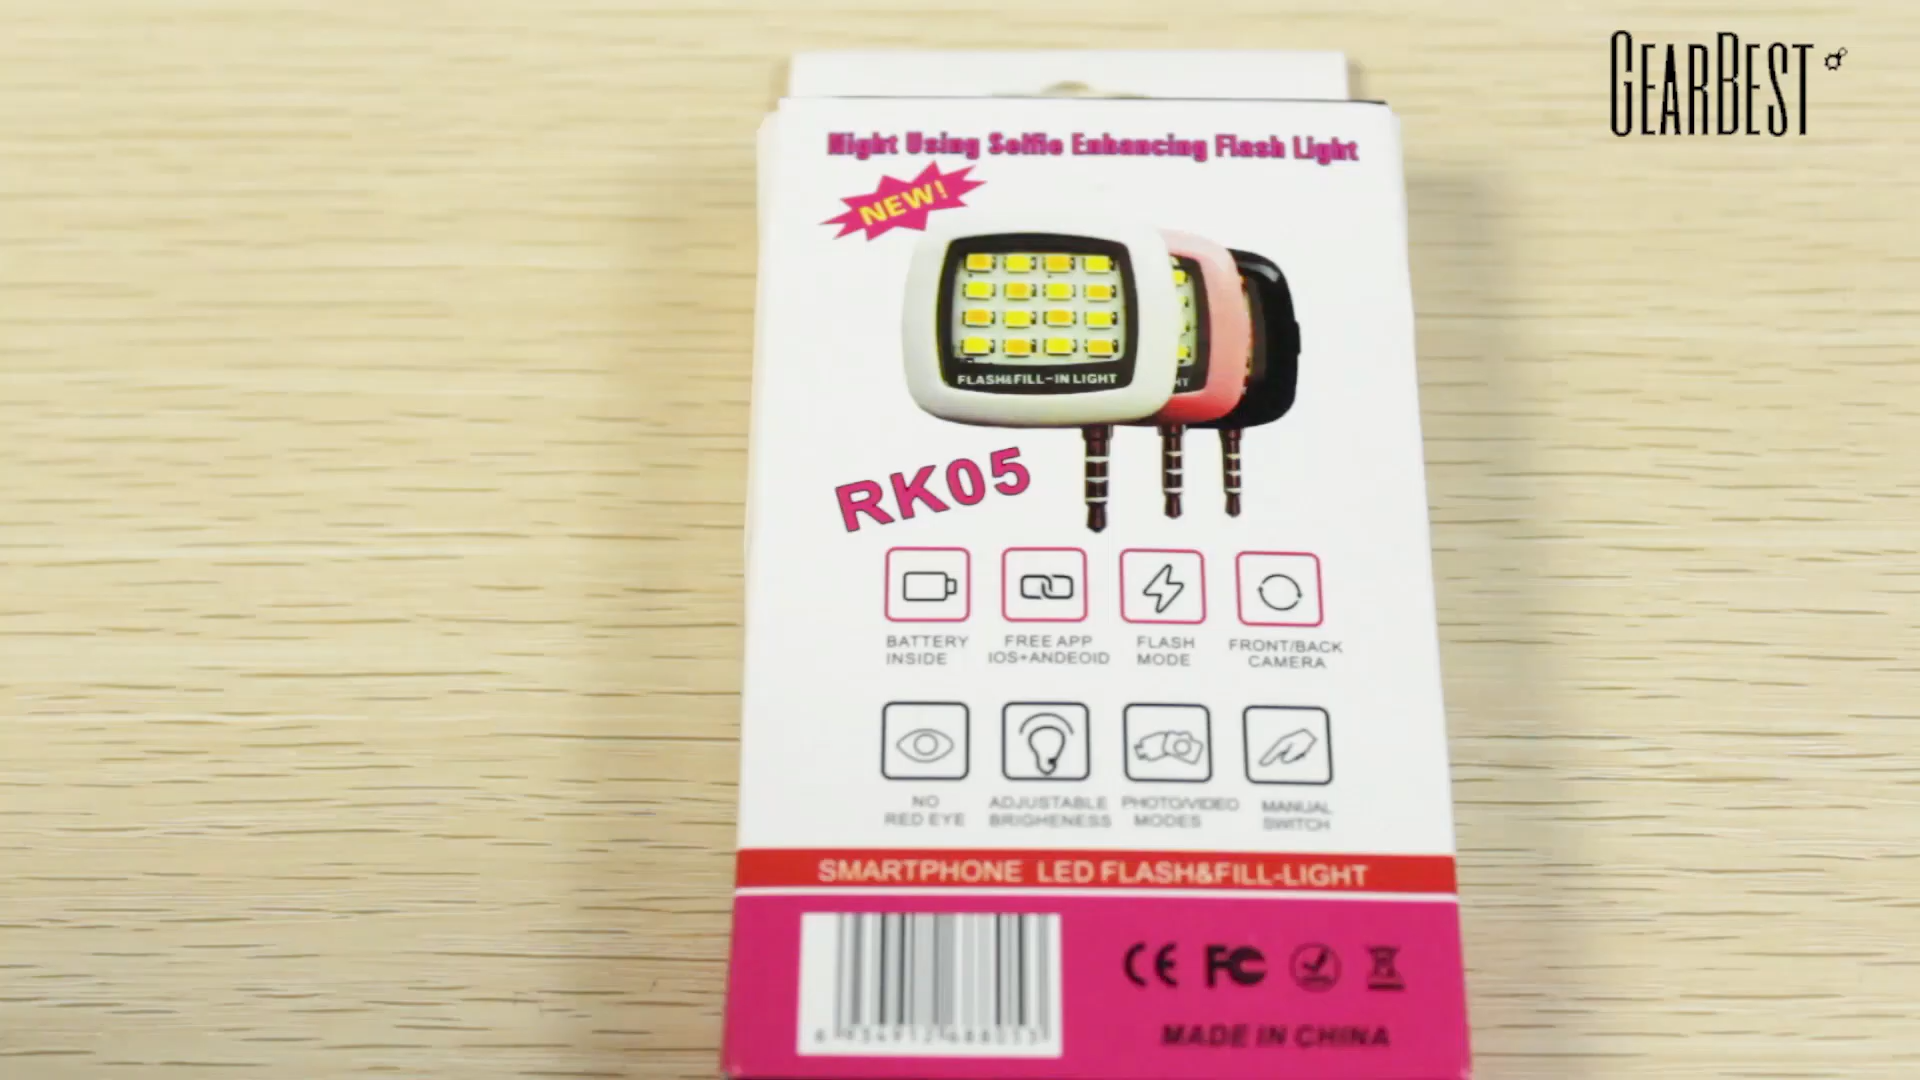 GEARBEST
Night Using Selfie Enhancing Flash Light
NEW!
FLASH&FILL-IN LIGHT
HT
RK05
BATTERY INSIDE
FREE APP IOS+ANDEOID
FLASH MODE
FRONT/BACK CAMERA
NO RED EYE
ADJUSTABLE BRIGHENESS
PHOTO/VIDEO MODES
MANUAL SWITCH
SMARTPHONE LED FLASH&FILL-LIGHT
CE FC
MADE IN CHINA